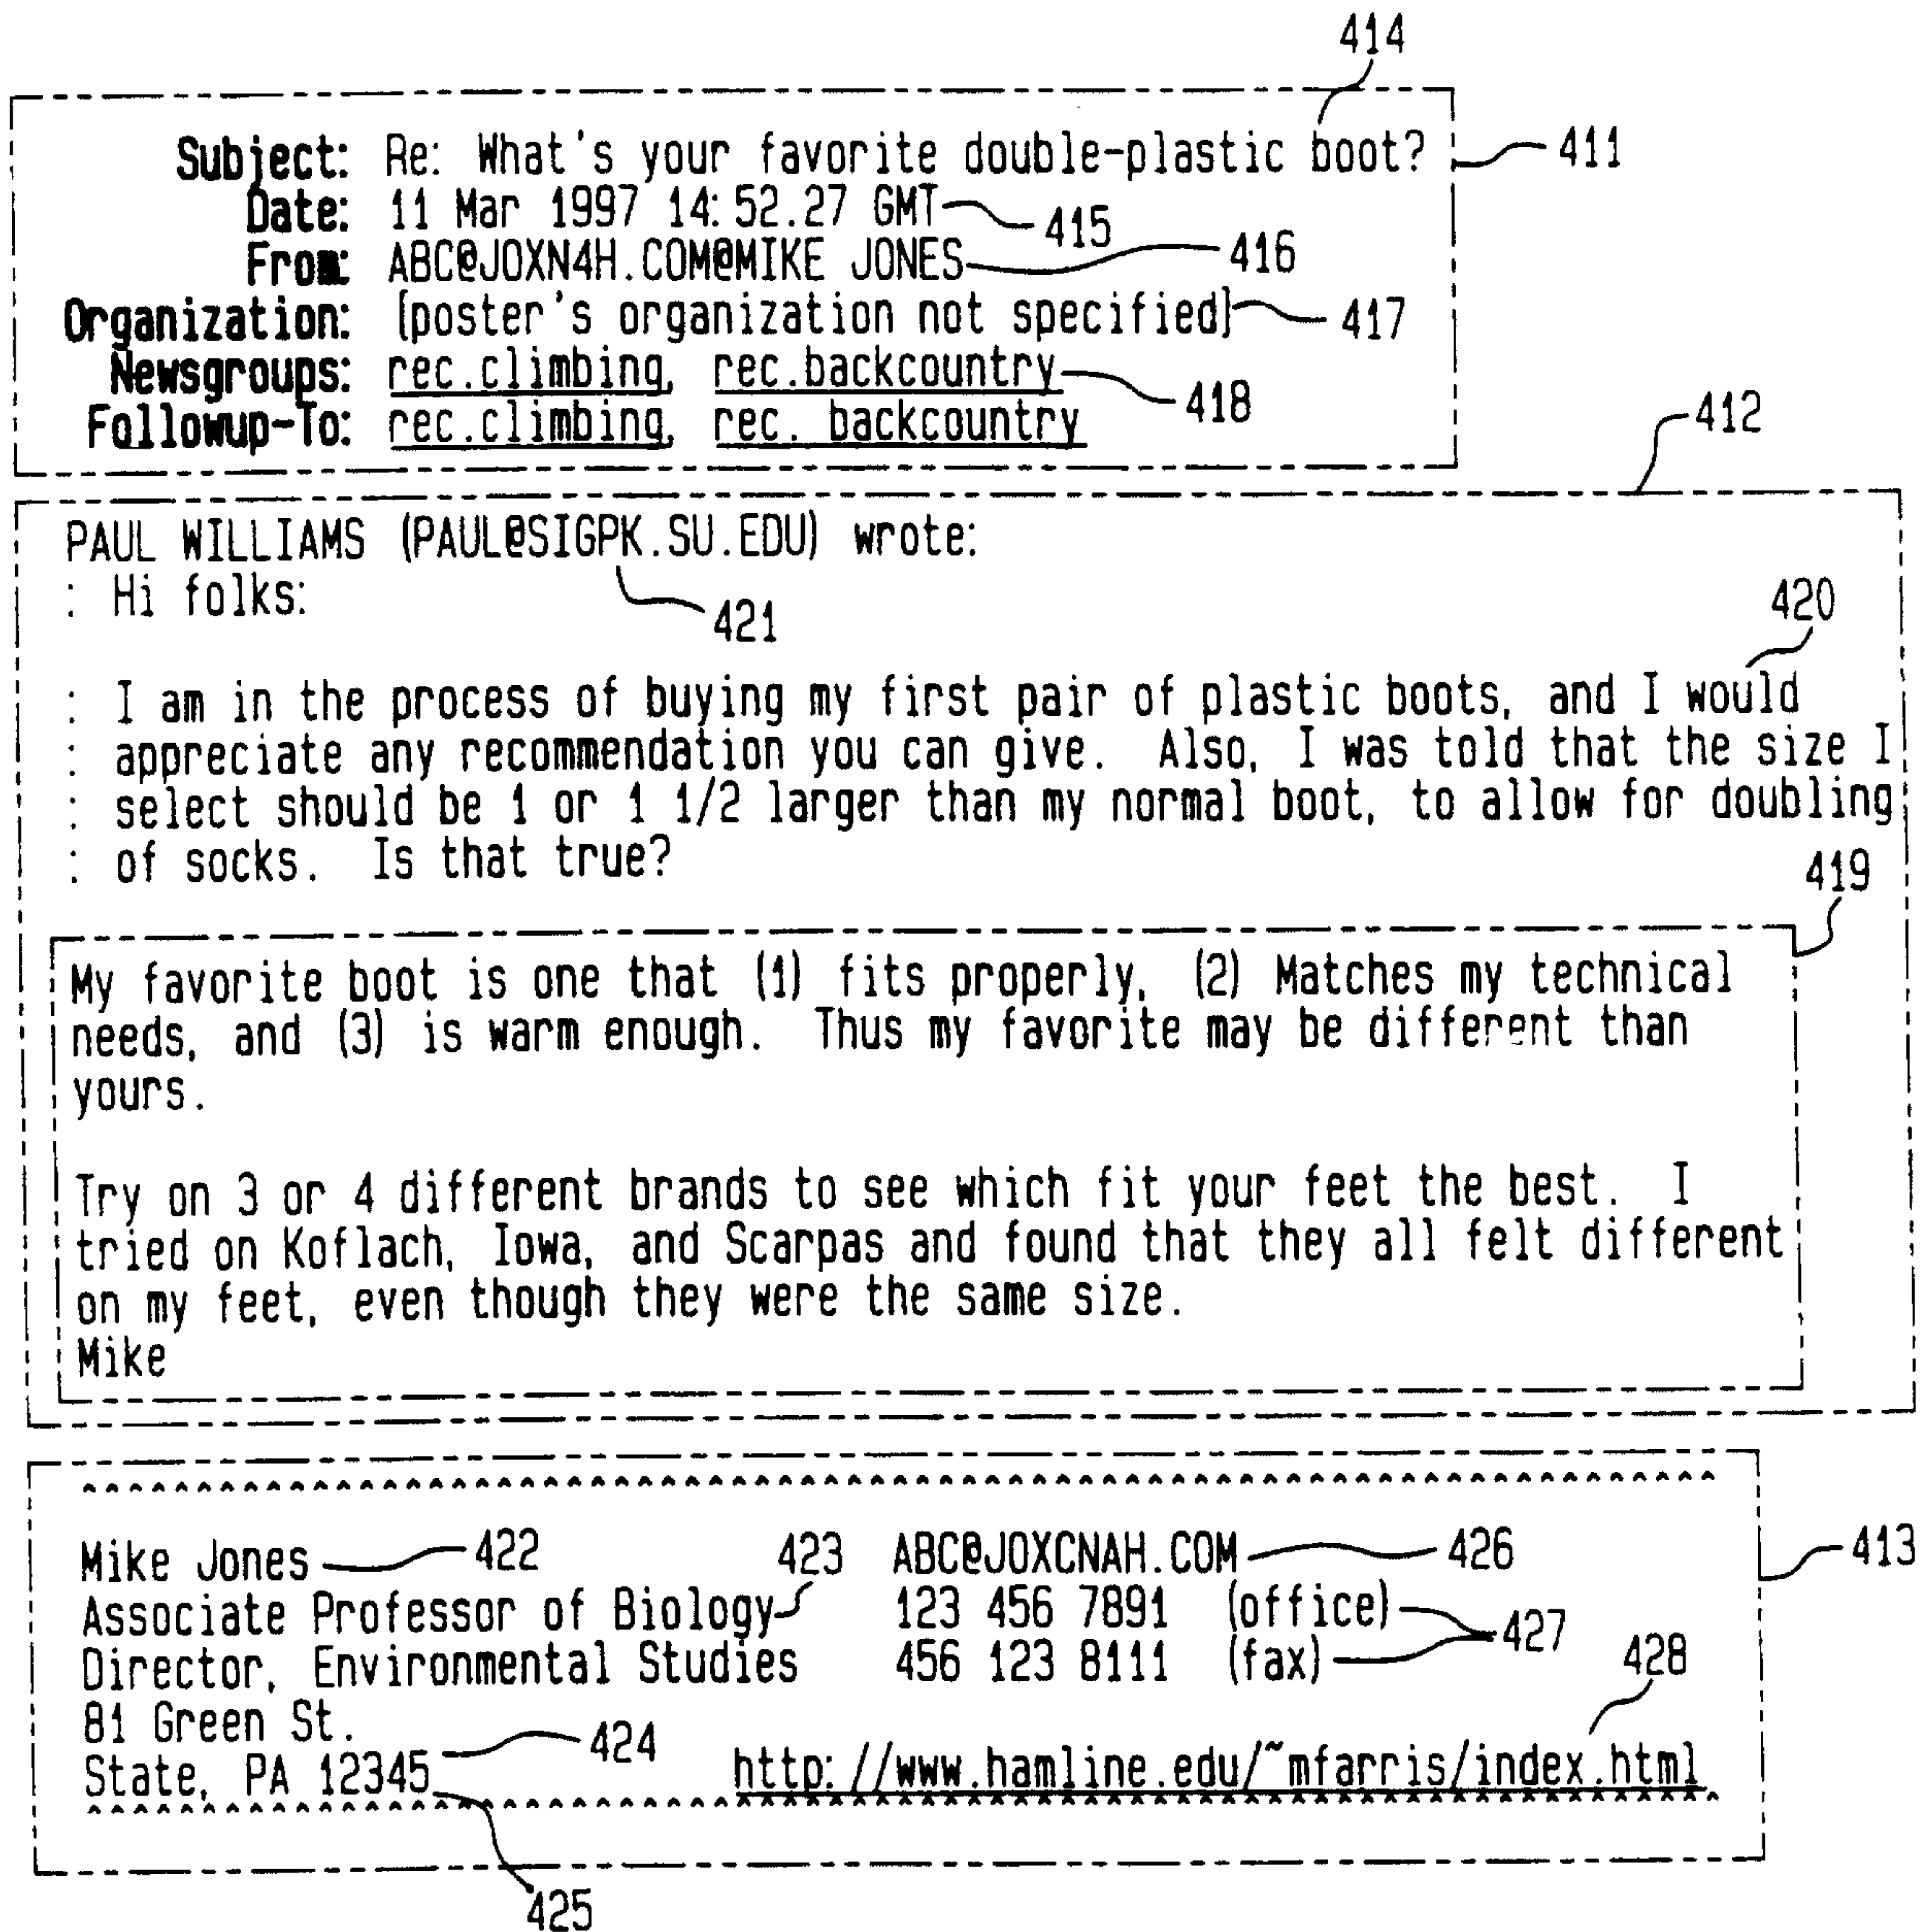 414
Subject: Re: What's your favorite double-plastic boot? 411
Date: 11 Mar 1997 14:52.27 GMT 415
From: ABC@JOXN4H.COM@MIKE JONES 416
Organization: [poster's organization not specified] 417
Newsgroups: rec.climbing, rec.backcountry 418
Followup-To: rec.climbing, rec. backcountry
412
PAUL WILLIAMS (PAUL@SIGPK.SU.EDU) wrote:
: Hi folks:
421
420
: I am in the process of buying my first pair of plastic boots, and I would
: appreciate any recommendation you can give. Also, I was told that the size I
: select should be 1 or 1 1/2 larger than my normal boot, to allow for doubling
: of socks. Is that true?
419
My favorite boot is one that (1) fits properly, (2) Matches my technical
needs, and (3) is warm enough. Thus my favorite may be different than
yours.
Try on 3 or 4 different brands to see which fit your feet the best. I
tried on Koflach, Iowa, and Scarpas and found that they all felt different
on my feet, even though they were the same size.
Mike
^^^^^^^^^^^^^^^^^^^^^^^^^^^^^^^^^^^^^^^^^^^^^^^^^^^^^^^^^^^^^^^^^^^^^^
Mike Jones 422 423 ABC@JOXCNAH.COM 426 413
Associate Professor of Biology 123 456 7891 (office)
427
Director, Environmental Studies 456 123 8111 (fax)
428
81 Green St.
424
State, PA 12345 http://www.hamline.edu/~mfarris/index.html
^^^^^^^^^^^^^^^^^^^^^^^^^^^^^^^^^^^^^^^^^^^^^^^^^^^^^^^^^^^^^^^^^^^^^^
425